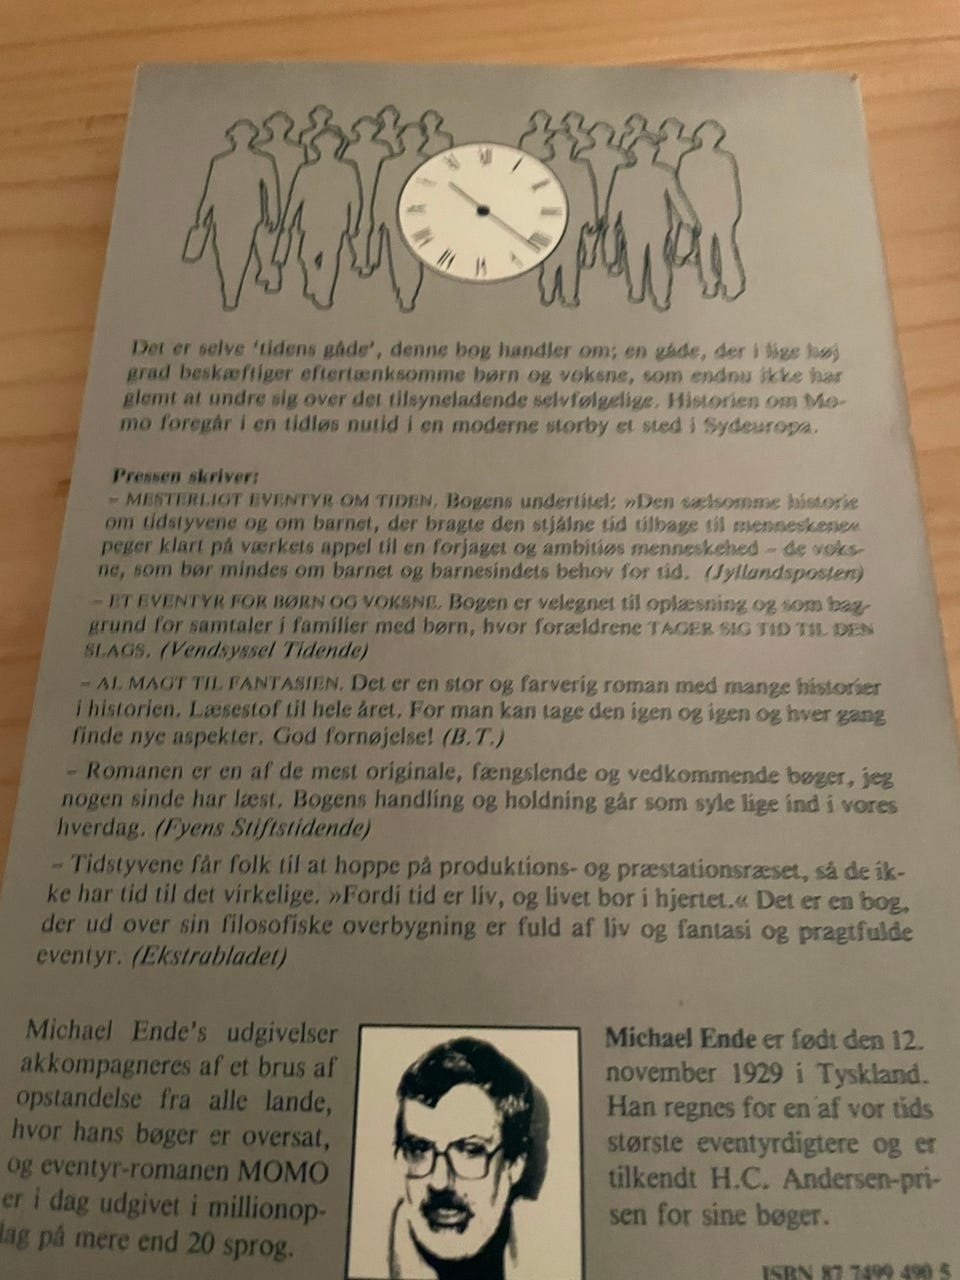 Det er selve 'tidens gåde', denne bog handler om; en gåde, der i lige høj
grad beskæftiger eftertænksomme børn og voksne, som endnu ikke har
glemt at undre sig over det tilsyneladende selvfølgelige. Historien om Mo-
mo foregår i en tidløs nutid i en moderne storby et sted i Sydeuropa.
Pressen skriver:
– MESTERLIGT EVENTYR OM TIDEN. Bogens undertitel: »Den sælsomme historie
om tidstyvene og om barnet, der bragte den stjålne tid tilbage til menneskene«
peger klart på værkets appel til en forjaget og ambitiøs menneskehed – de voks-
ne, som bør mindes om barnet og barnesindets behov for tid. (Jyllandsposten)
– ET EVENTYR FOR BØRN OG VOKSNE. Bogen er velegnet til oplæsning og som bag-
grund for samtaler i familier med børn, hvor forældrene TAGER SIG TID TIL DEN
SLAGS. (Vendsyssel Tidende)
– AL MAGT TIL FANTASIEN. Det er en stor og farverig roman med mange historier
i historien. Læsestof til hele året. For man kan tage den igen og igen og hver gang
finde nye aspekter. God fornøjelse! (B.T.)
– Romanen er en af de mest originale, fængslende og vedkommende bøger, jeg
nogen sinde har læst. Bogens handling og holdning går som syle lige ind i vores
hverdag. (Fyens Stiftstidende)
– Tidstyvene får folk til at hoppe på produktions- og præstationsræset, så de ik-
ke har tid til det virkelige. »Fordi tid er liv, og livet bor i hjertet.« Det er en bog,
der ud over sin filosofiske overbygning er fuld af liv og fantasi og pragtfulde
eventyr. (Ekstrabladet)
Michael Ende's udgivelser
akkompagneres af et brus af
opstandelse fra alle lande,
hvor hans bøger er oversat,
og eventyr-romanen MOMO
er i dag udgivet i millionop-
lag på mere end 20 sprog.
Michael Ende er født den 12.
november 1929 i Tyskland.
Han regnes for en af vor tids
største eventyrdigtere og er
tilkendt H.C. Andersen-pri-
sen for sine bøger.
ISBN 87 7499 490 5